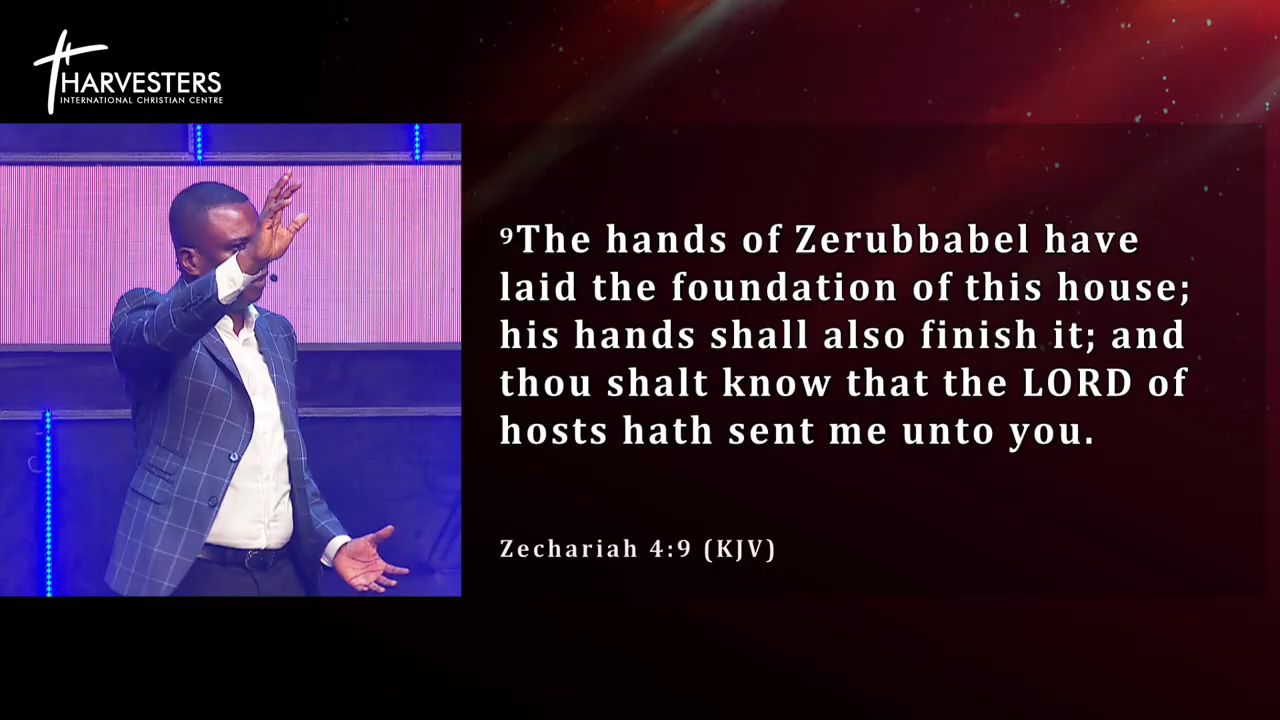 HARVESTERS
INTERNATIONAL CHRISTIAN CENTRE
⁹The hands of Zerubbabel have
laid the foundation of this house;
his hands shall also finish it; and
thou shalt know that the LORD of
hosts hath sent me unto you.
Zechariah 4:9 (KJV)